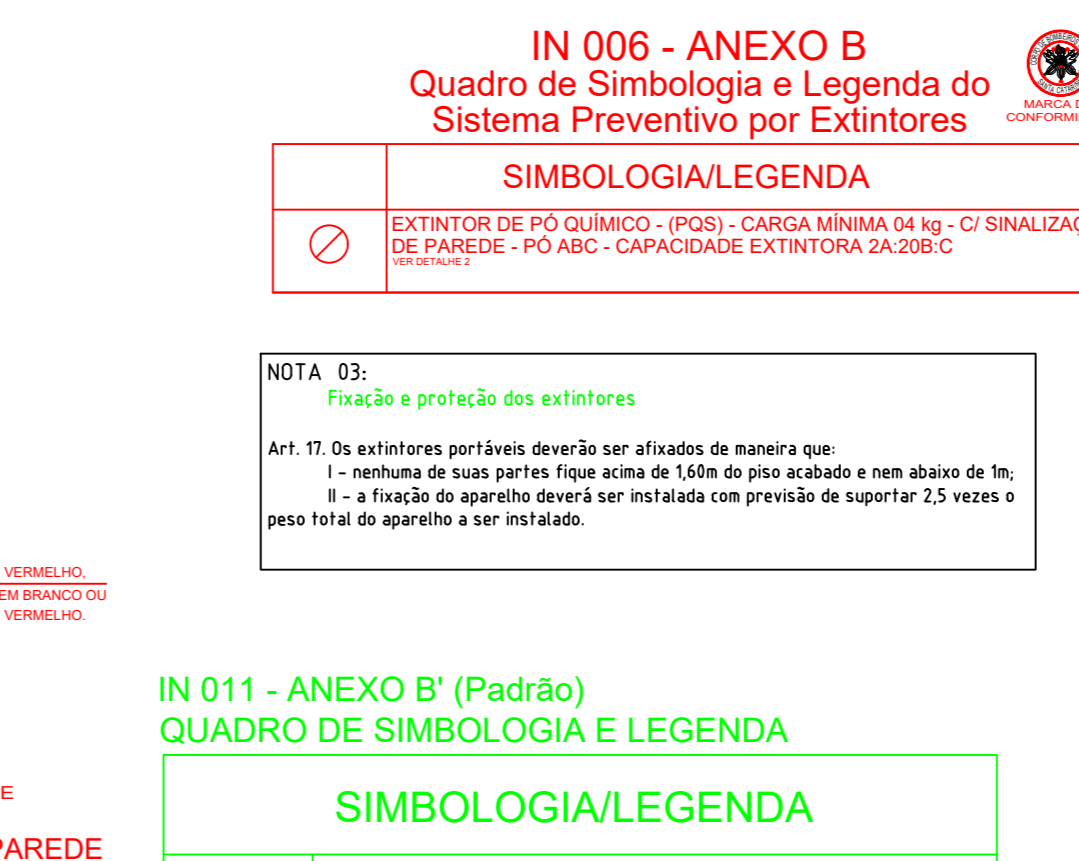 IN 006 - ANEXO B
Quadro de Simbologia e Legenda do
Sistema Preventivo por Extintores
MARCA D
CONFORMI
SIMBOLOGIA/LEGENDA
EXTINTOR DE PÓ QUÍMICO - (PQS) - CARGA MÍNIMA 04 kg - C/ SINALIZAÇ
DE PAREDE - PÓ ABC - CAPACIDADE EXTINTORA 2A:20B:C
VER DETALHE 2
NOTA 03:
Fixação e proteção dos extintores
Art. 17. Os extintores portáveis deverão ser afixados de maneira que:
I - nenhuma de suas partes fique acima de 1,60m do piso acabado e nem abaixo de 1m;
II - a fixação do aparelho deverá ser instalada com previsão de suportar 2,5 vezes o
peso total do aparelho a ser instalado.
VERMELHO,
EM BRANCO OU
VERMELHO.
IN 011 - ANEXO B' (Padrão)
QUADRO DE SIMBOLOGIA E LEGENDA
SIMBOLOGIA/LEGENDA
E
PAREDE